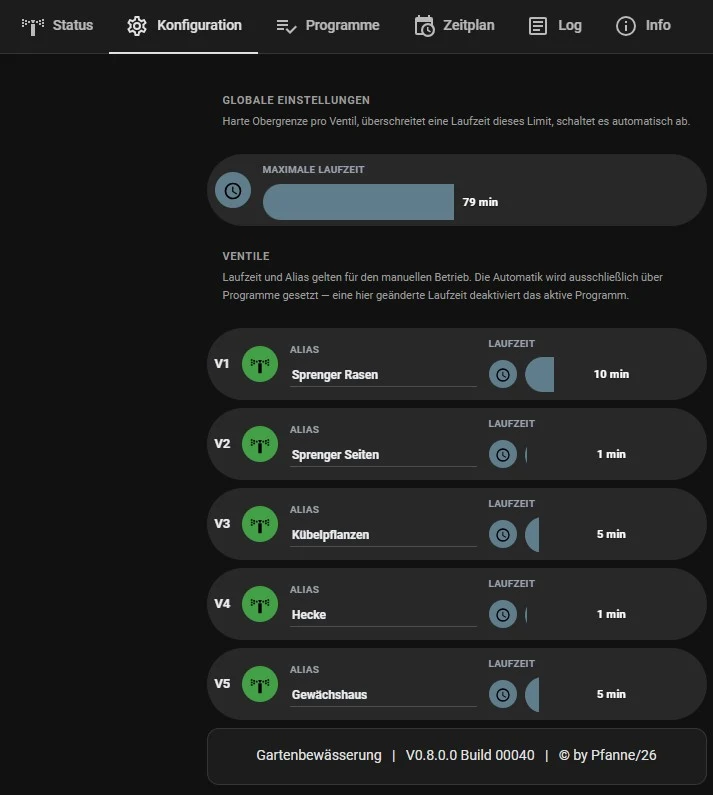 Status Konfiguration Programme Zeitplan Log Info
GLOBALE EINSTELLUNGEN
Harte Obergrenze pro Ventil, überschreitet eine Laufzeit dieses Limit, schaltet es automatisch ab.
MAXIMALE LAUFZEIT
79 min
VENTILE
Laufzeit und Alias gelten für den manuellen Betrieb. Die Automatik wird ausschließlich über
Programme gesetzt — eine hier geänderte Laufzeit deaktiviert das aktive Programm.
ALIAS LAUFZEIT
V1 Sprenger Rasen 10 min
ALIAS LAUFZEIT
V2 Sprenger Seiten 1 min
ALIAS LAUFZEIT
V3 Kübelpflanzen 5 min
ALIAS LAUFZEIT
V4 Hecke 1 min
ALIAS LAUFZEIT
V5 Gewächshaus 5 min
Gartenbewässerung | V0.8.0.0 Build 00040 | © by Pfanne/26